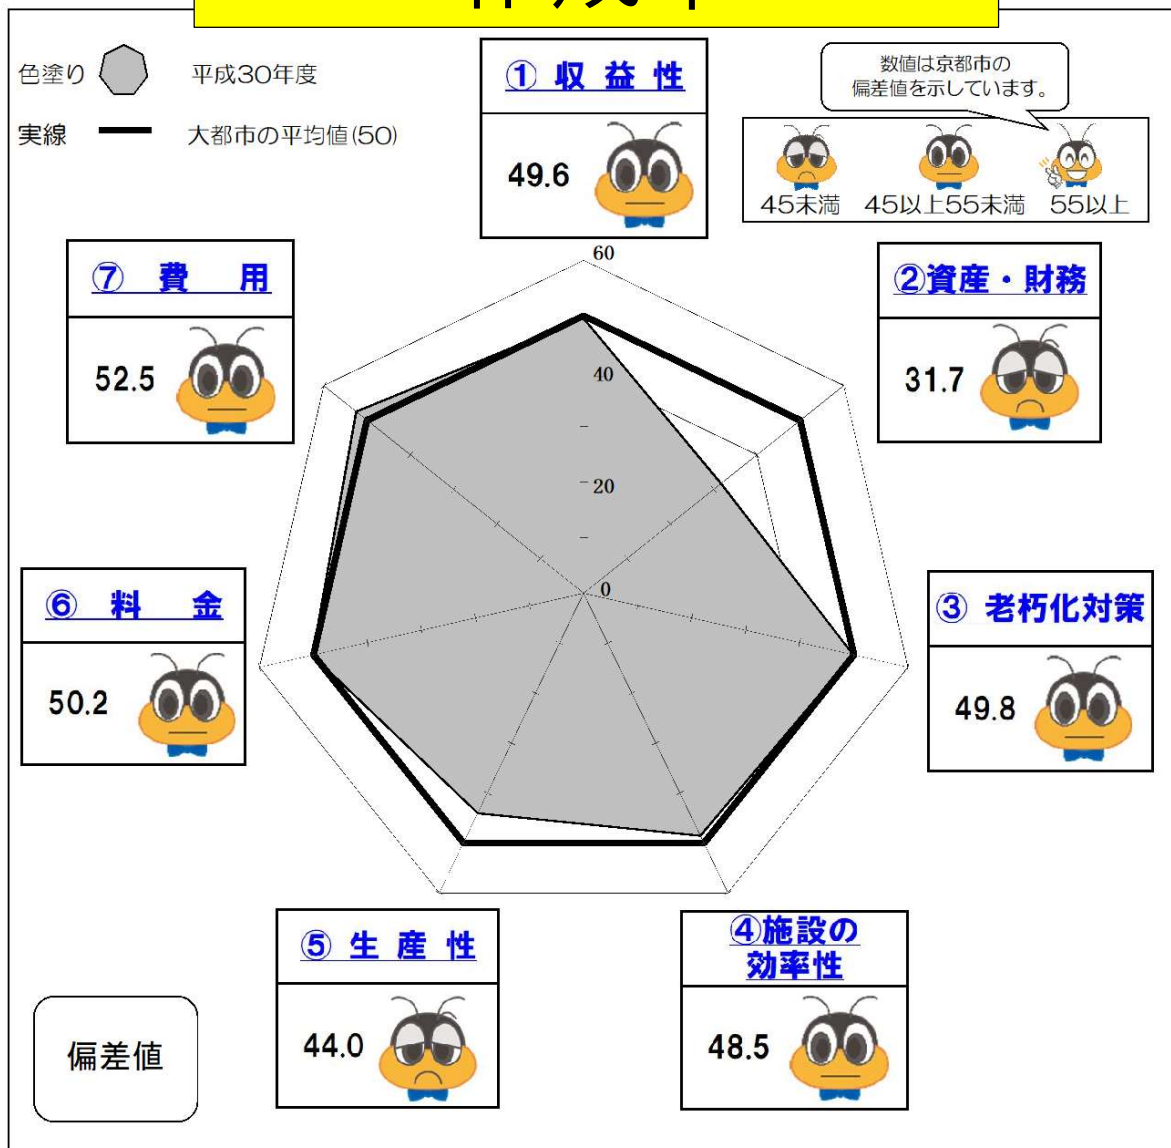 色塗り 平成30年度
実線 大都市の平均値(50)
① 収 益 性
49.6
数値は京都市の
偏差値を示しています。
45未満 45以上55未満 55以上
⑦ 費 用
52.5
②資産・財務
31.7
60
40
20
0
⑥ 料 金
50.2
③ 老朽化対策
49.8
⑤ 生 産 性
44.0
④施設の
効率性
48.5
偏差値